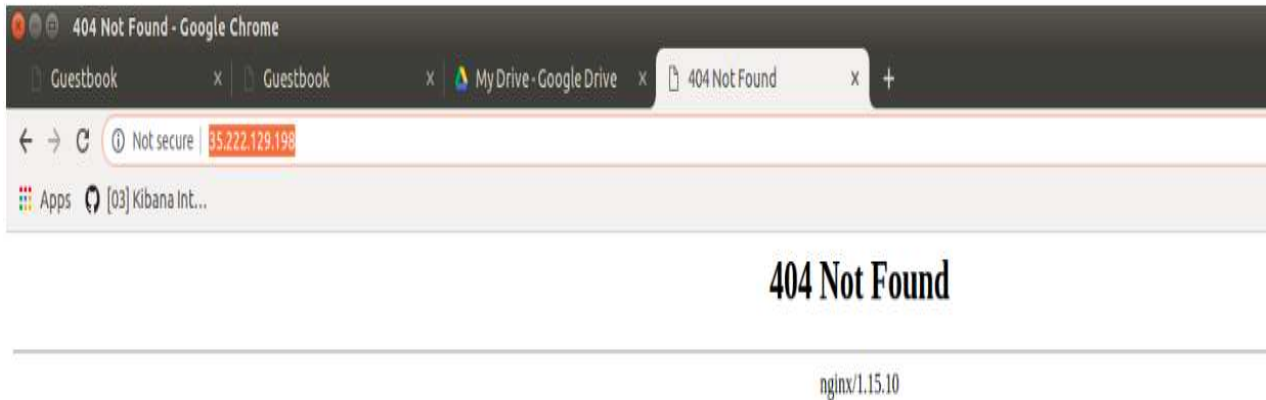 404 Not Found - Google Chrome
Guestbook
Guestbook
My Drive - Google Drive
404 Not Found
Not secure | 35.222.129.198
Apps [03] Kibana Int...
404 Not Found
nginx/1.15.10